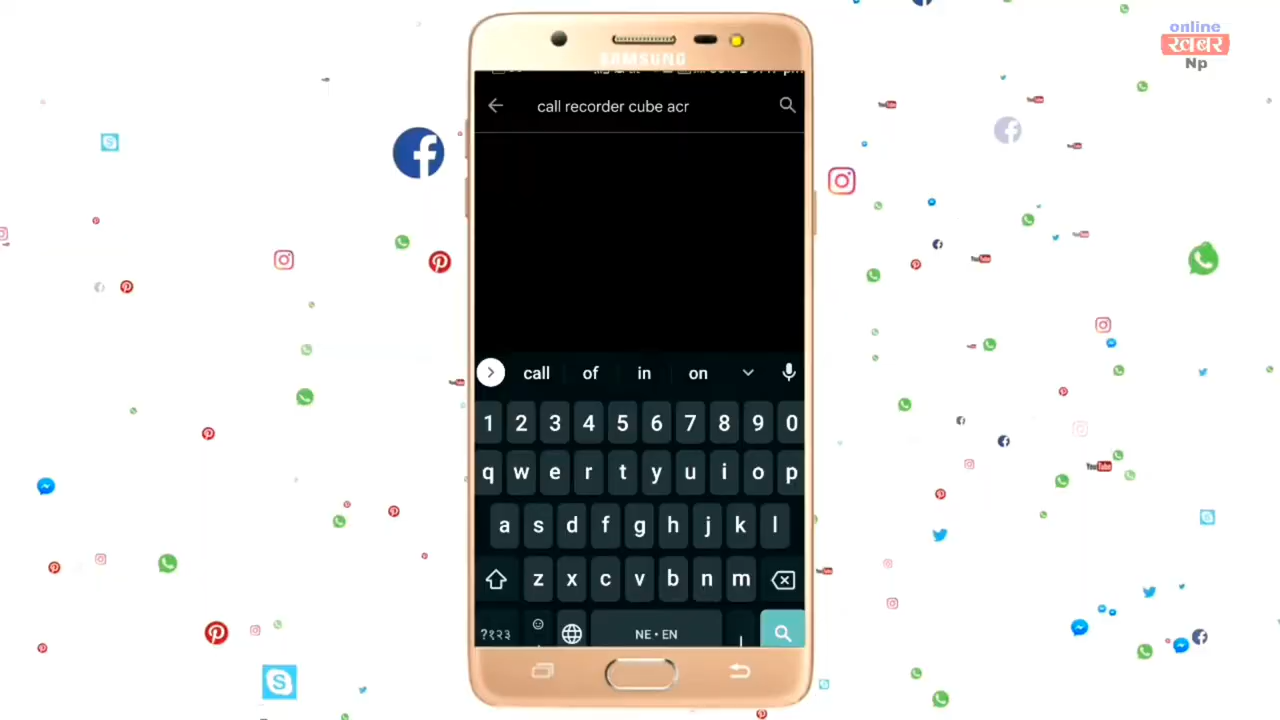 online
खबर
Np
SAMSUNG
call recorder cube acr
call of in on
1 2 3 4 5 6 7 8 9 0
q w e r t y u i o p
a s d f g h j k l
z x c v b n m
?१२३ NE • EN